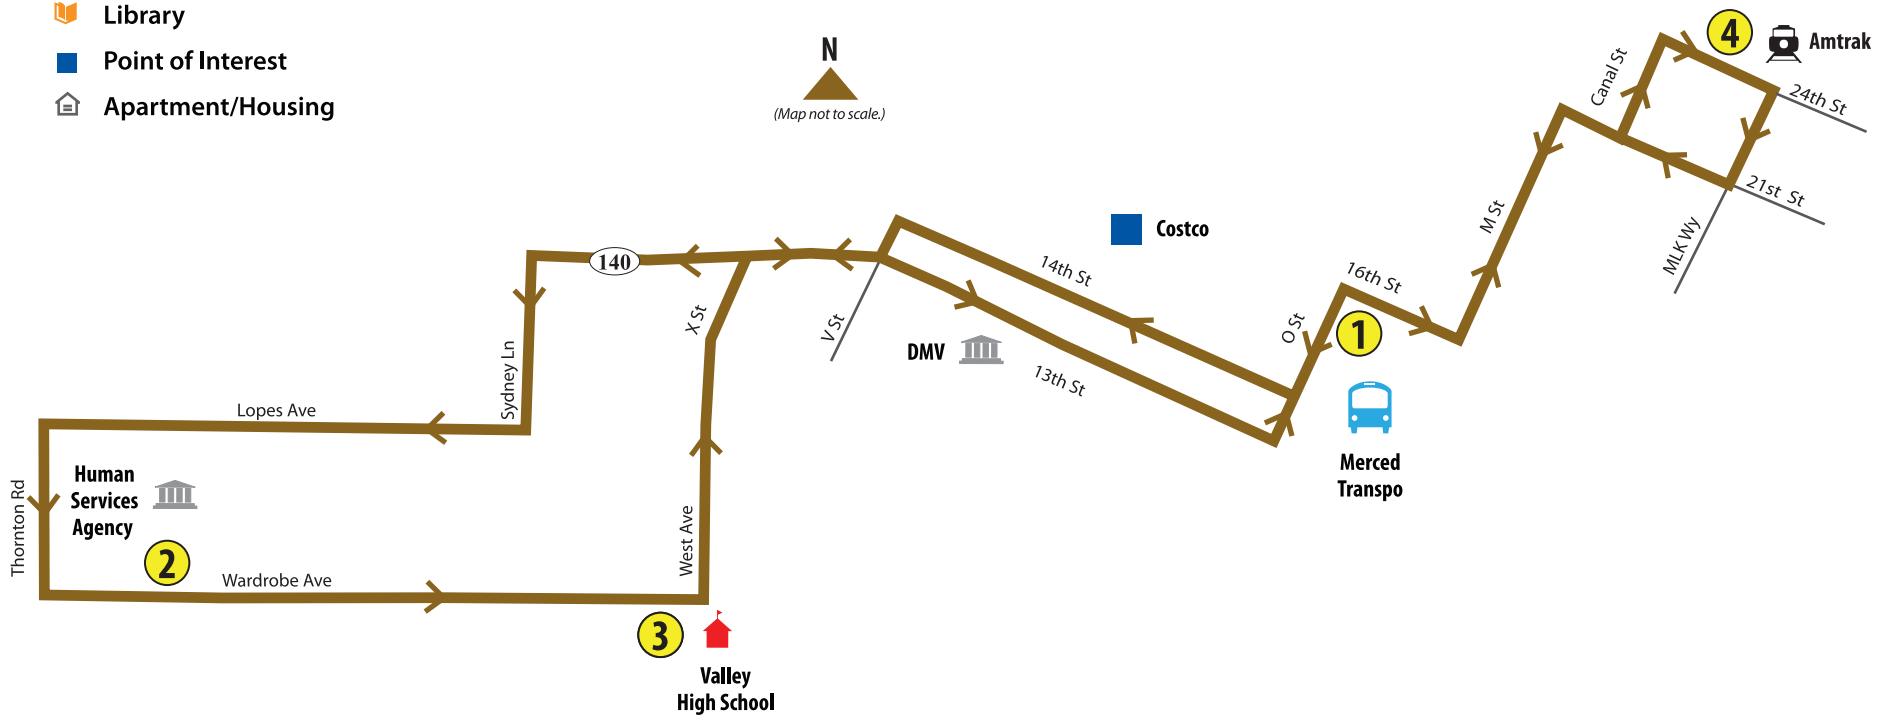 Library
Point of Interest
Apartment/Housing
N
(Map not to scale.)
4
Amtrak
Canal St
24th St
21st St
MLK Wy
M St
Costco
14th St
16th St
O St
1
140
X St
V St
DMV
13th St
Sydney Ln
Lopes Ave
Merced
Transpo
Human
Services
Agency
Thornton Rd
2
Wardrobe Ave
West Ave
3
Valley
High School